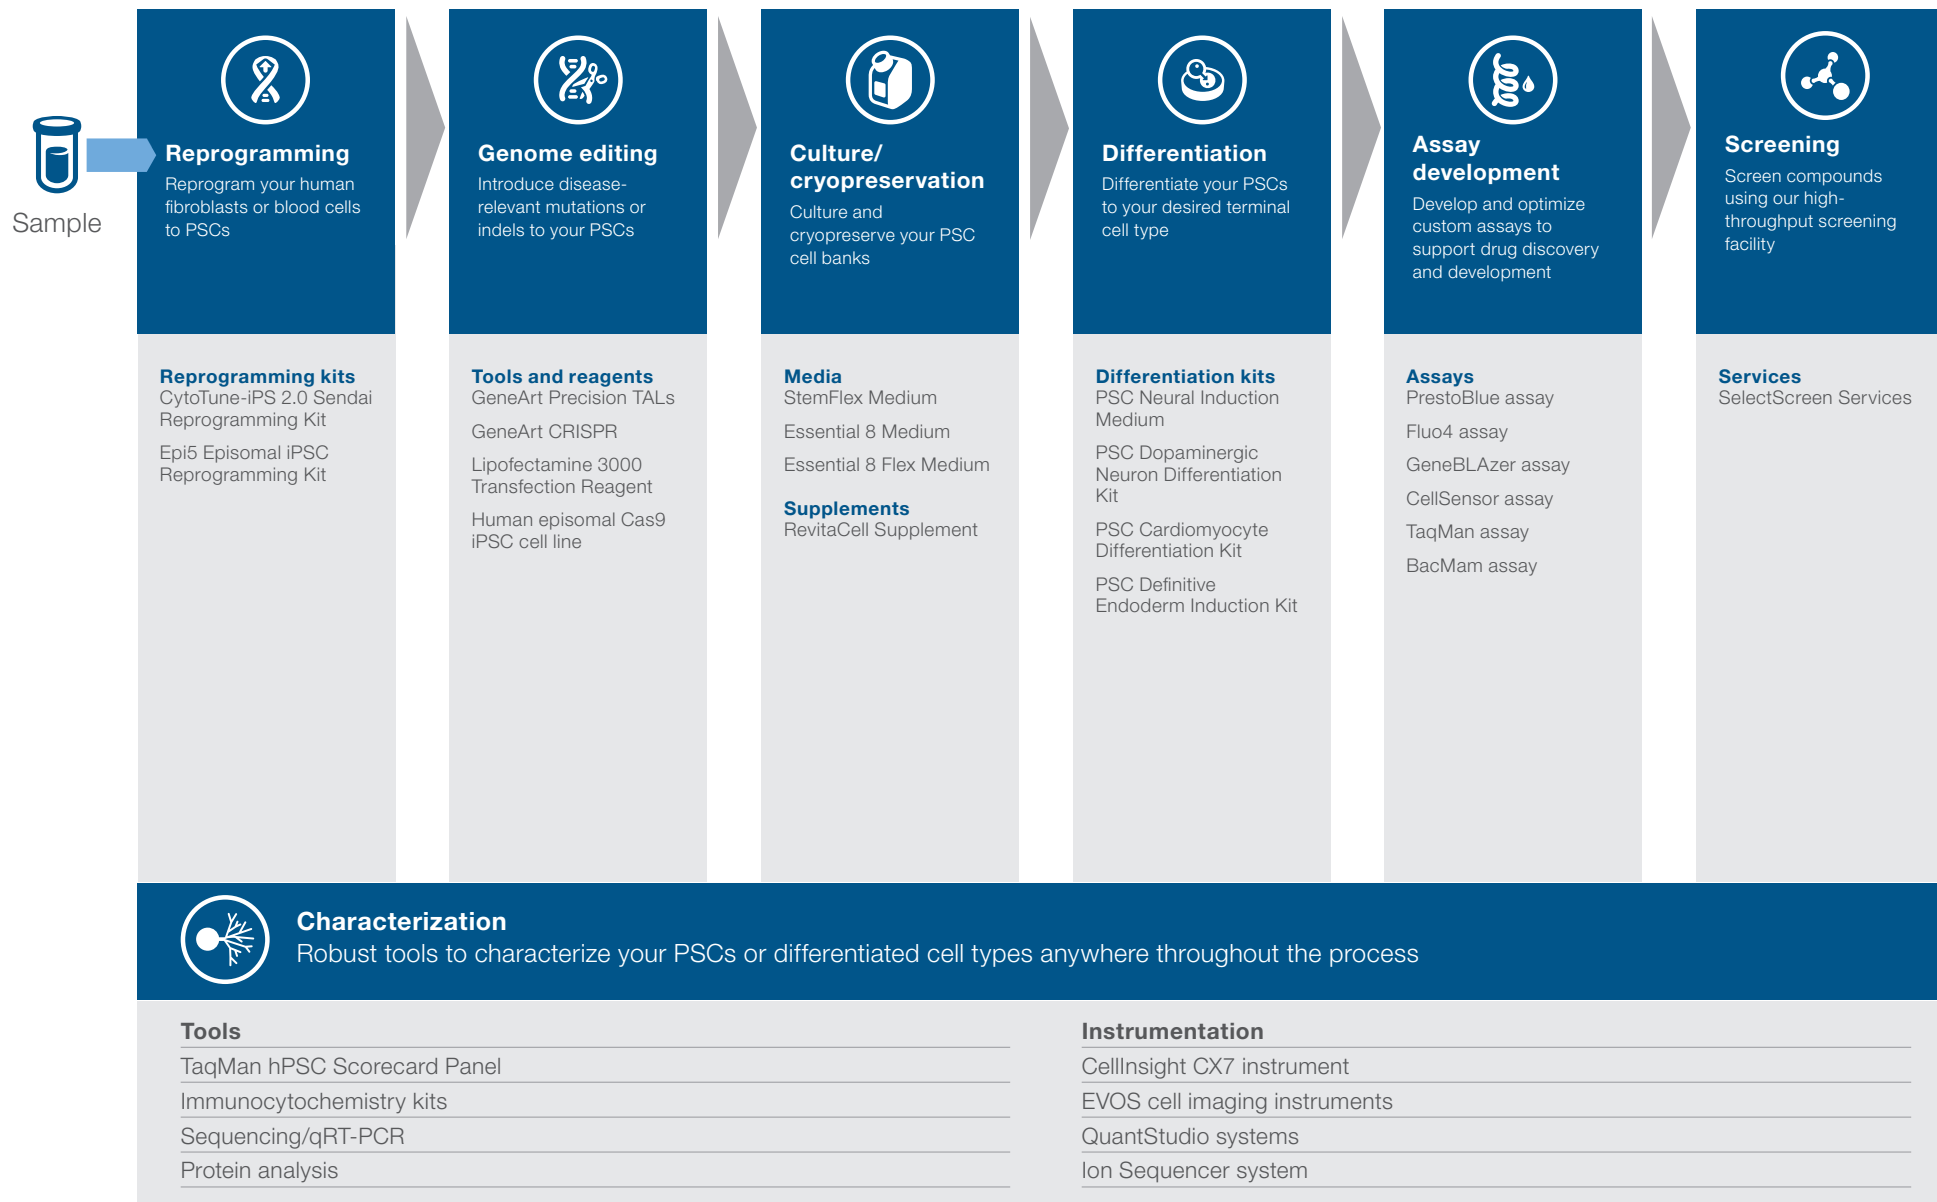 Sample
Reprogramming
Reprogram your human
fibroblasts or blood cells
to PSCs
Genome editing
Introduce disease-
relevant mutations or
indels to your PSCs
Culture/
cryopreservation
Culture and
cryopreserve your PSC
cell banks
Differentiation
Differentiate your PSCs
to your desired terminal
cell type
Assay
development
Develop and optimize
custom assays to
support drug discovery
and development
Screening
Screen compounds
using our high-
throughput screening
facility
Reprogramming kits
CytoTune-iPS 2.0 Sendai
Reprogramming Kit
Epi5 Episomal iPSC
Reprogramming Kit
Tools and reagents
GeneArt Precision TALs
GeneArt CRISPR
Lipofectamine 3000
Transfection Reagent
Human episomal Cas9
iPSC cell line
Media
StemFlex Medium
Essential 8 Medium
Essential 8 Flex Medium
Supplements
RevitaCell Supplement
Differentiation kits
PSC Neural Induction
Medium
PSC Dopaminergic
Neuron Differentiation
Kit
PSC Cardiomyocyte
Differentiation Kit
PSC Definitive
Endoderm Induction Kit
Assays
PrestoBlue assay
Fluo4 assay
GeneBLAzer assay
CellSensor assay
TaqMan assay
BacMam assay
Services
SelectScreen Services
Characterization
Robust tools to characterize your PSCs or differentiated cell types anywhere throughout the process
Tools
TaqMan hPSC Scorecard Panel
Immunocytochemistry kits
Sequencing/qRT-PCR
Protein analysis
Instrumentation
CellInsight CX7 instrument
EVOS cell imaging instruments
QuantStudio systems
Ion Sequencer system